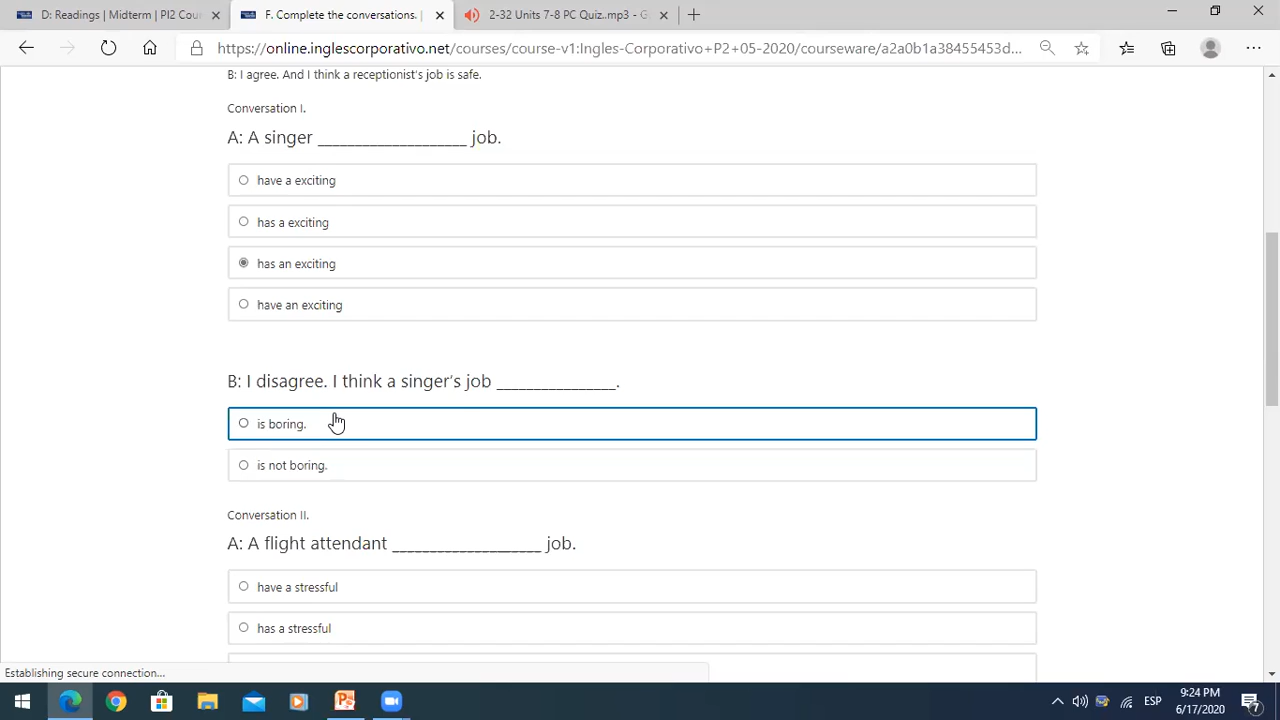 D: Readings | Midterm | PI2 Cou
F. Complete the conversations. |
2-32 Units 7-8 PC Quiz..mp3 - G
https://online.inglescorporativo.net/courses/course-v1:Ingles-Corporativo+P2+05-2020/courseware/a2a0b1a38455453d...
B: I agree. And I think a receptionist's job is safe.
Conversation I.
A: A singer ___________________ job.
have a exciting
has a exciting
has an exciting
have an exciting
B: I disagree. I think a singer's job _______________.
is boring.
is not boring.
Conversation II.
A: A flight attendant ___________________ job.
have a stressful
has a stressful
Establishing secure connection...
ESP
9:24 PM
6/17/2020
7